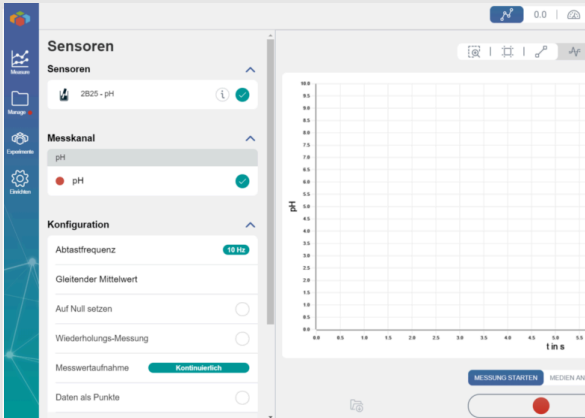 0.0
Sensoren
Sensoren
2B25 - pH
i
Messkanal
pH
pH
Konfiguration
Abtastfrequenz 10 Hz
Gleitender Mittelwert
Auf Null setzen
Wiederholungs-Messung
Messwertaufnahme Kontinuierlich
Daten als Punkte
Measure
Manage
Experimente
Einrichten
10.0
9.5
9.0
8.5
8.0
7.5
7.0
6.5
6.0
5.5
5.0
4.5
4.0
3.5
3.0
2.5
2.0
1.5
1.0
0.5
0.0
pH
0.0 0.5 1.0 1.5 2.0 2.5 3.0 3.5 4.0 4.5 5.0 5.5
t in s
MESSUNG STARTEN MEDIEN AN